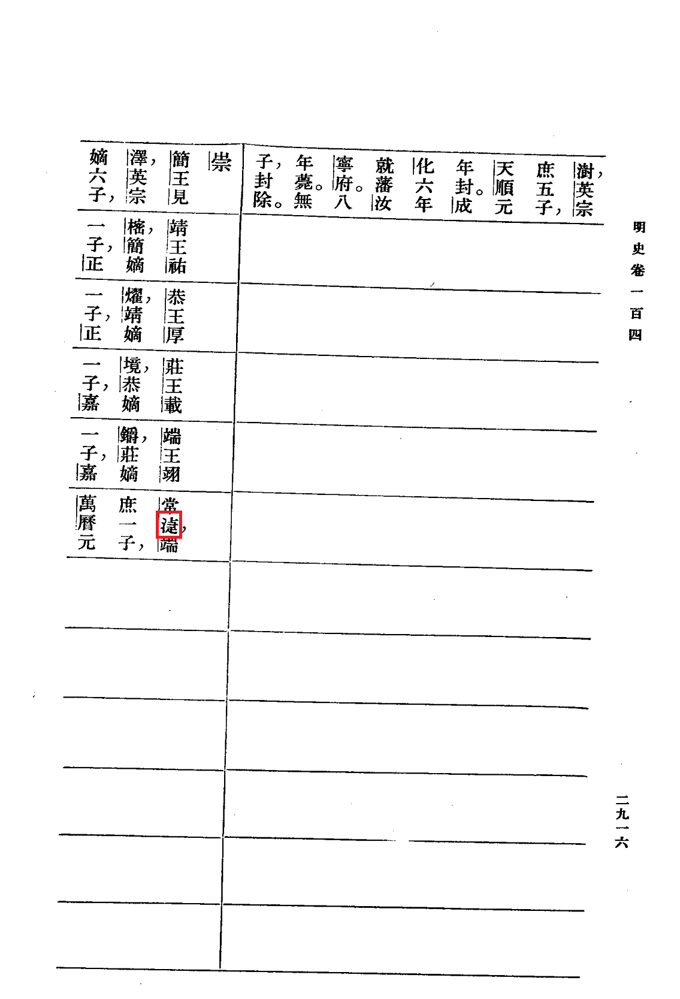 明史卷一百四
二九一六
澍，英宗
庶五子，
天順元
年封。成
化六年
就藩汝
寧府。八
年薨。無
子，封除。
崇
簡王見
澤，英宗
嫡六子，
靖王祐
樒，簡嫡
一子，正
恭王厚
燿，靖嫡
一子，正
莊王載
境，恭嫡
一子，嘉
端王翊
，莊嫡
一子，嘉
常，端
庶一子，
萬曆元